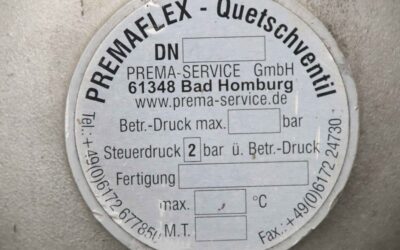 PREMAFLEX - Quetschventil
DN
PREMA-SERVICE GmbH
61348 Bad Homburg
www.prema-service.de
Betr.-Druck max. bar
Steuerdruck 2 bar ü. Betr.-Druck
Fertigung
max. °C
M.T.
Tel.: +49(0)6172 677850
Fax.: +49(0)6172 24730